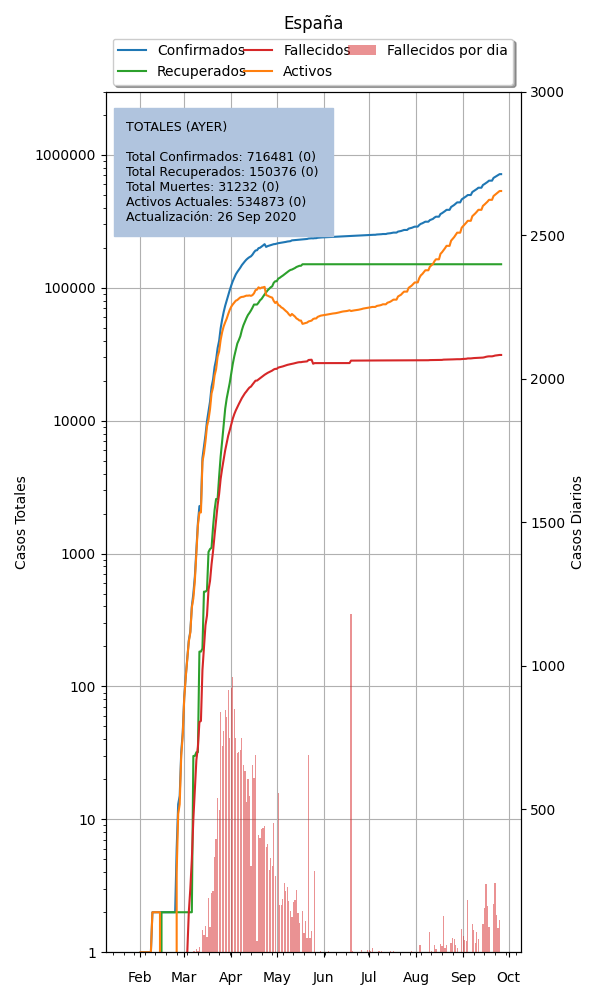 España
Confirmados Fallecidos Fallecidos por dia
Recuperados Activos
3000
TOTALES (AYER)
1000000
Total Confirmados: 716481 (0)
Total Recuperados: 150376 (0)
Total Muertes: 31232 (0)
Activos Actuales: 534873 (0)
Actualización: 26 Sep 2020
2500
100000
2000
10000
Casos Totales
Casos Diarios
1500
1000
1000
100
500
10
1
Feb Mar Apr May Jun Jul Aug Sep Oct